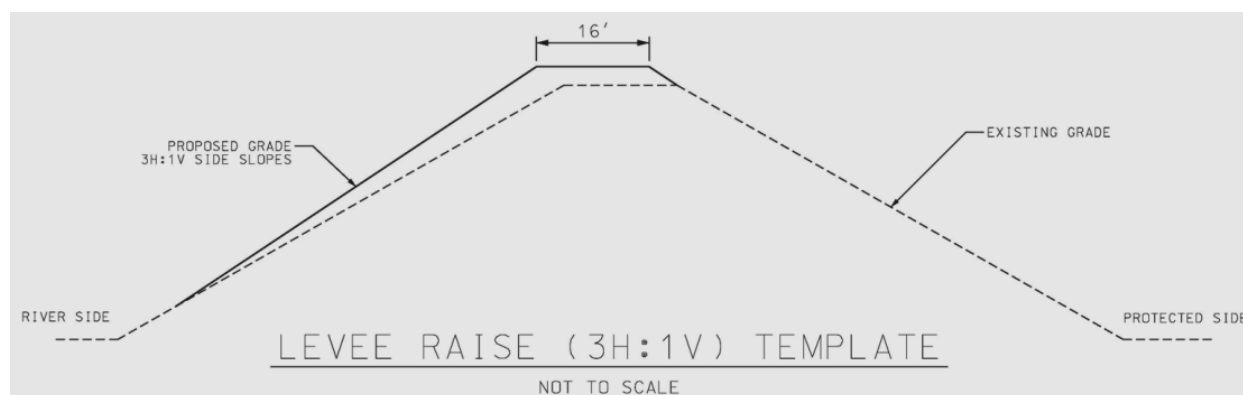 16'
PROPOSED GRADE
3H:1V SIDE SLOPES
EXISTING GRADE
RIVER SIDE
PROTECTED SIDE
LEVEE RAISE (3H:1V) TEMPLATE
NOT TO SCALE